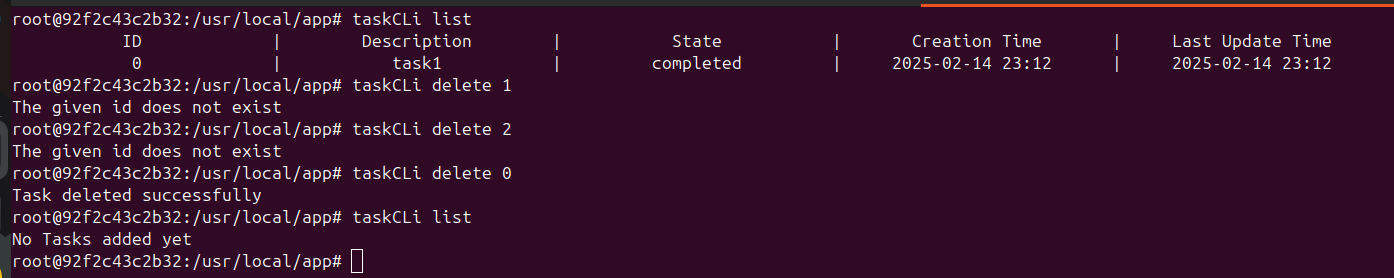 root@92f2c43c2b32:/usr/local/app# taskCLi list
ID | Description | State | Creation Time | Last Update Time
0 | task1 | completed | 2025-02-14 23:12 | 2025-02-14 23:12
root@92f2c43c2b32:/usr/local/app# taskCLi delete 1
The given id does not exist
root@92f2c43c2b32:/usr/local/app# taskCLi delete 2
The given id does not exist
root@92f2c43c2b32:/usr/local/app# taskCLi delete 0
Task deleted successfully
root@92f2c43c2b32:/usr/local/app# taskCLi list
No Tasks added yet
root@92f2c43c2b32:/usr/local/app#